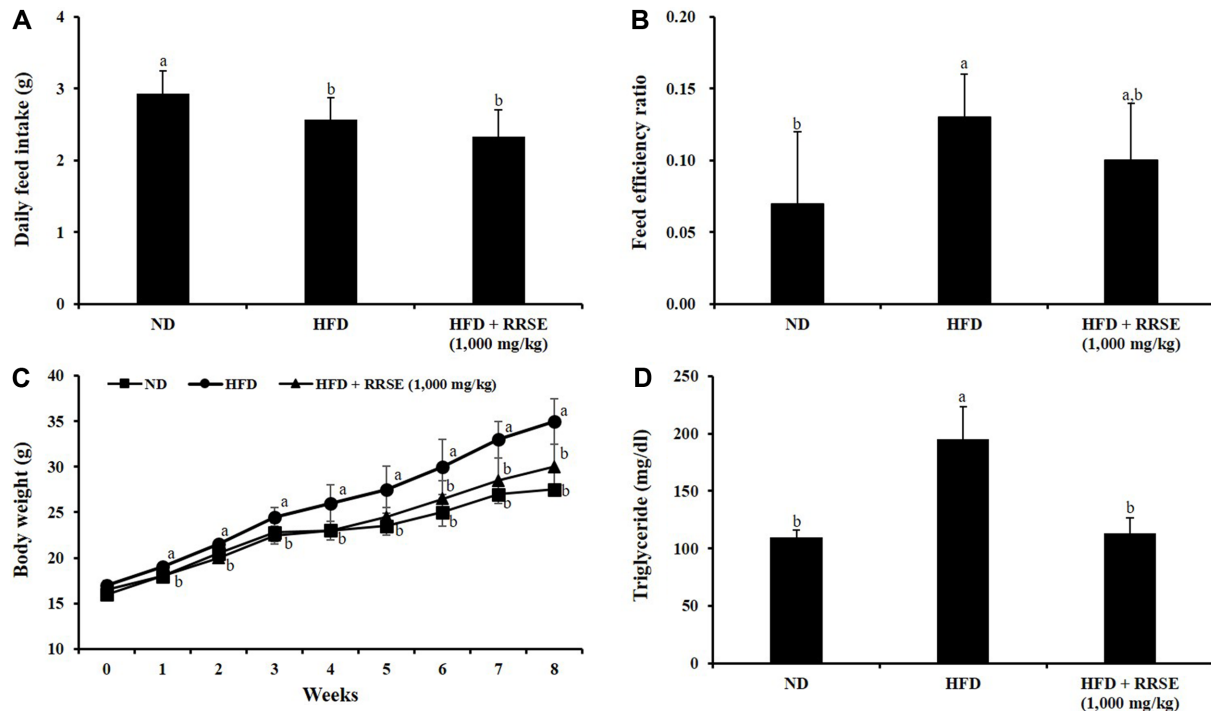 A
Daily feed intake (g)
4
3
2
1
0
a
b
b
ND
HFD
HFD + RRSE
(1,000 mg/kg)
B
Feed efficiency ratio
0.20
0.15
0.10
0.05
0.00
b
a
a,b
ND
HFD
HFD + RRSE
(1,000 mg/kg)
C
ND HFD HFD + RRSE (1,000 mg/kg)
Body weight (g)
40
35
30
25
20
15
10
a
b
a
b
a
b
a
b
a
b
a
b
b
a
b
b
a
b
b
0 1 2 3 4 5 6 7 8
Weeks
D
Triglyceride (mg/dl)
250
200
150
100
50
0
b
a
b
ND
HFD
HFD + RRSE
(1,000 mg/kg)